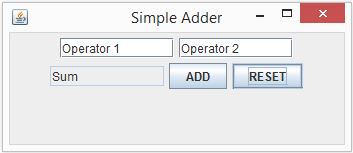 Simple Adder
Operator 1 Operator 2
Sum ADD RESET